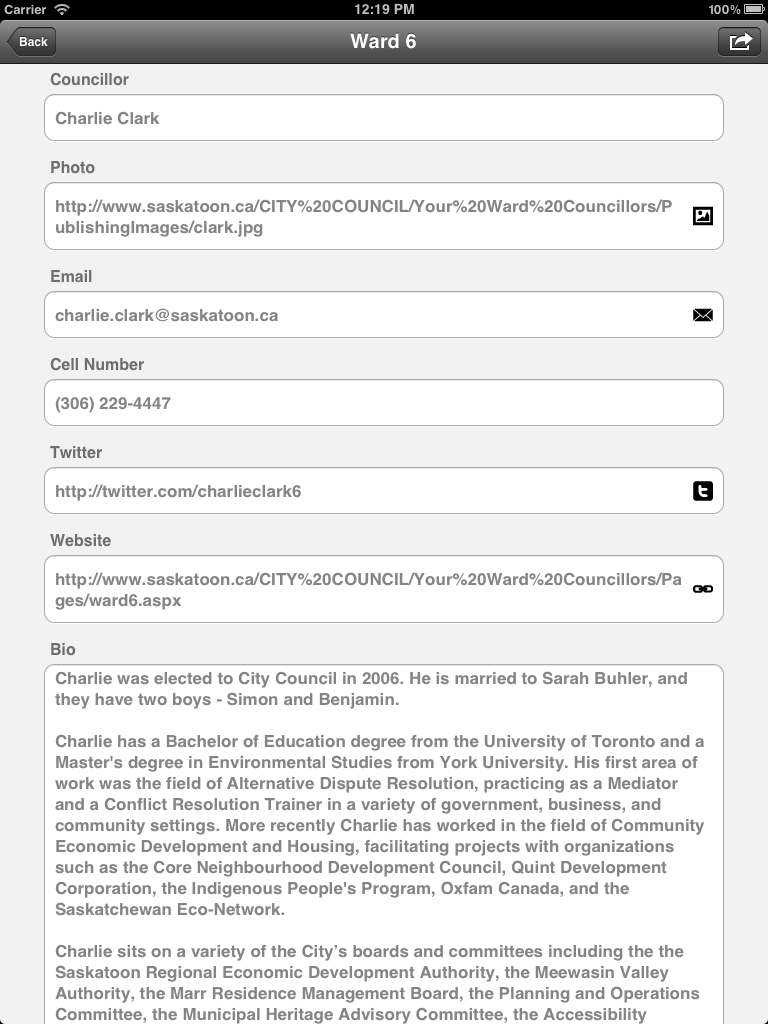 Carrier 12:19 PM 100%
Back Ward 6
Councillor
Charlie Clark
Photo
http://www.saskatoon.ca/CITY%20COUNCIL/Your%20Ward%20Councillors/P
ublishingImages/clark.jpg
Email
charlie.clark@saskatoon.ca
Cell Number
(306) 229-4447
Twitter
http://twitter.com/charlieclark6
Website
http://www.saskatoon.ca/CITY%20COUNCIL/Your%20Ward%20Councillors/Pa
ges/ward6.aspx
Bio
Charlie was elected to City Council in 2006. He is married to Sarah Buhler, and
they have two boys - Simon and Benjamin.
Charlie has a Bachelor of Education degree from the University of Toronto and a
Master's degree in Environmental Studies from York University. His first area of
work was the field of Alternative Dispute Resolution, practicing as a Mediator
and a Conflict Resolution Trainer in a variety of government, business, and
community settings. More recently Charlie has worked in the field of Community
Economic Development and Housing, facilitating projects with organizations
such as the Core Neighbourhood Development Council, Quint Development
Corporation, the Indigenous People's Program, Oxfam Canada, and the
Saskatchewan Eco-Network.
Charlie sits on a variety of the City’s boards and committees including the the
Saskatoon Regional Economic Development Authority, the Meewasin Valley
Authority, the Marr Residence Management Board, the Planning and Operations
Committee, the Municipal Heritage Advisory Committee, the Accessibility